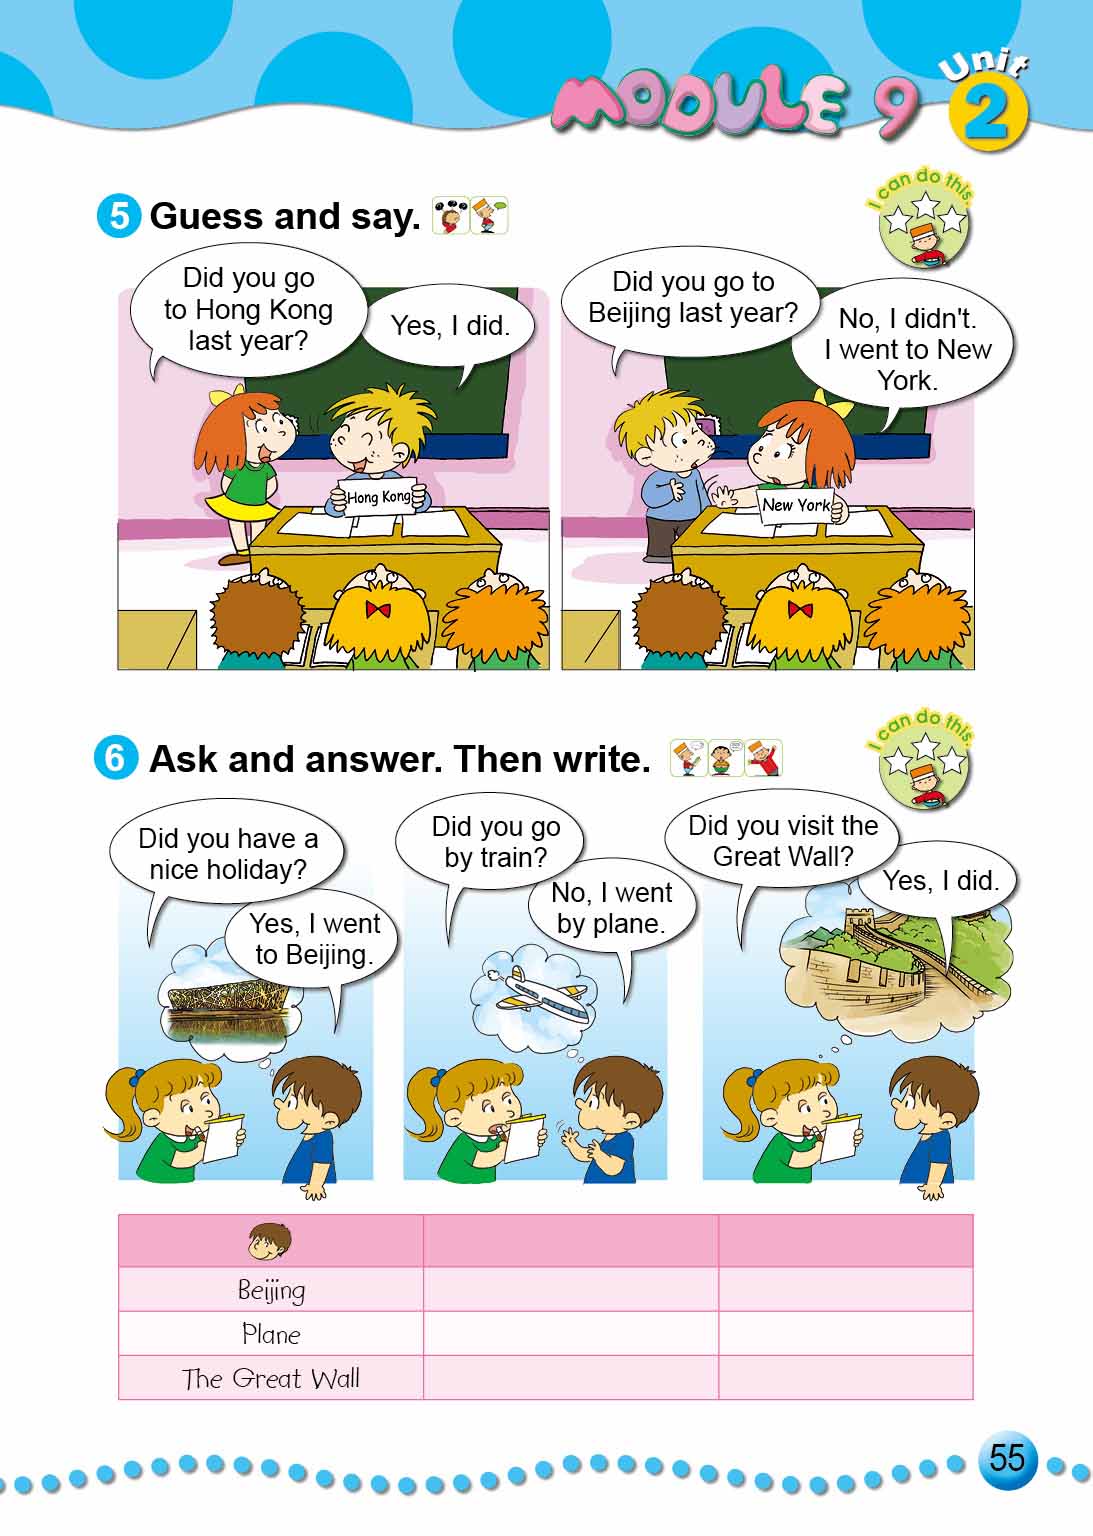 MODULE 9
Unit
2
5 Guess and say.
I can do this.
Did you go
to Hong Kong
last year?
Yes, I did.
Hong Kong
Did you go to
Beijing last year?
No, I didn't.
I went to New
York.
New York
6 Ask and answer. Then write.
I can do this.
Did you have a
nice holiday?
Yes, I went
to Beijing.
Did you go
by train?
No, I went
by plane.
Did you visit the
Great Wall?
Yes, I did.
Beijing
Plane
The Great Wall
55